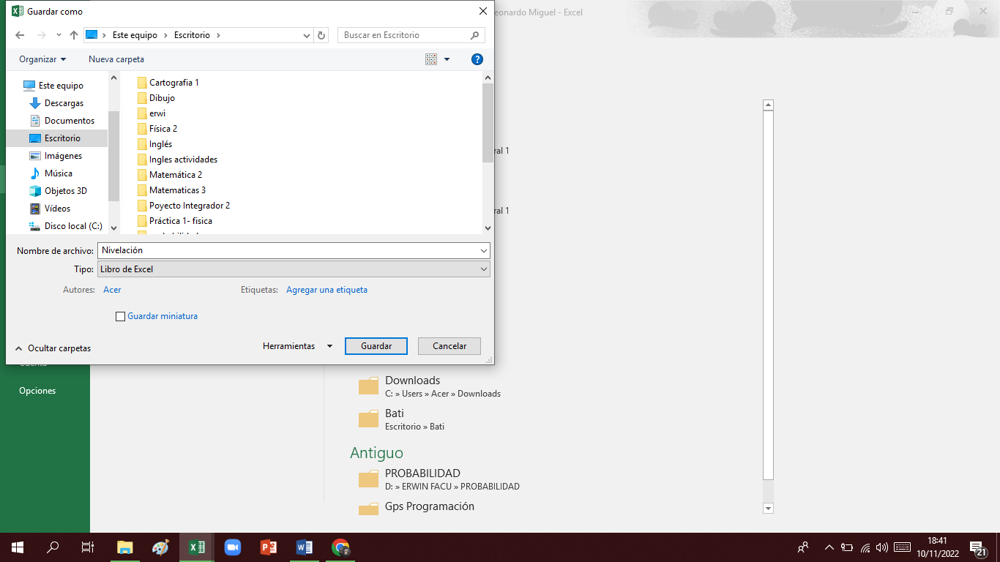 Guardar como
eonardo Miguel - Excel
Este equipo
Escritorio
Buscar en Escritorio
Organizar
Nueva carpeta
Este equipo
Descargas
Documentos
Escritorio
Imágenes
Música
Objetos 3D
Vídeos
Disco local (C:)
Cartografia 1
Dibujo
erwi
Física 2
Inglés
Ingles actividades
Matemática 2
Matematicas 3
Poyecto Integrador 2
Práctica 1- fisica
ral 1
ral 1
Nombre de archivo: Nivelación
Tipo: Libro de Excel
Autores: Acer Etiquetas: Agregar una etiqueta
Guardar miniatura
Ocultar carpetas
Herramientas Guardar Cancelar
Cuenta
Opciones
Downloads
C: » Users » Acer » Downloads
Bati
Escritorio » Bati
Antiguo
PROBABILIDAD
D: » ERWIN FACU » PROBABILIDAD
Gps Programación
18:41
10/11/2022
21